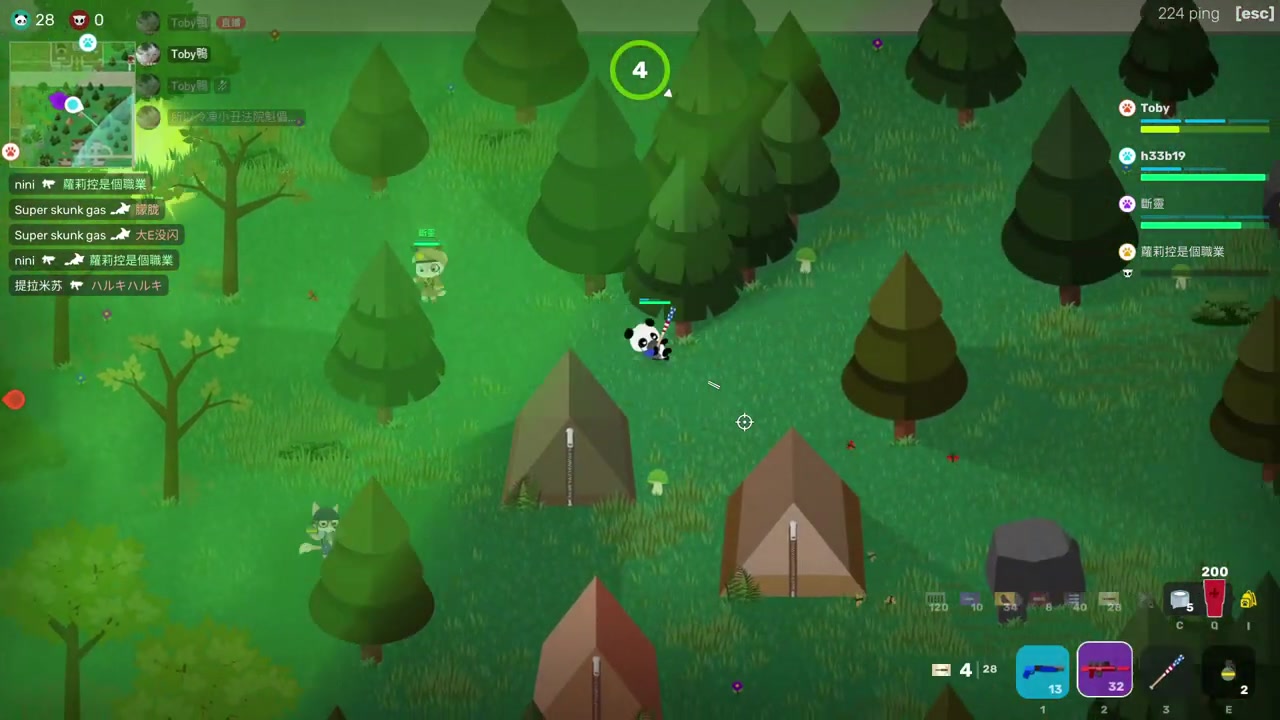 28 0
Toby鴨 直播
Toby鴨
Toby鴨
224 ping [esc]
4
Toby
h33b19
斷靈
蘿莉控是個職業
nini 蘿莉控是個職業
Super skunk gas 朦胧
Super skunk gas 大E没闪
nini 蘿莉控是個職業
提拉米苏 ハルキハルキ
斷靈
200
120 10 34 8 40 28 5
C Q I
4 28
13 32 2
1 2 3 E